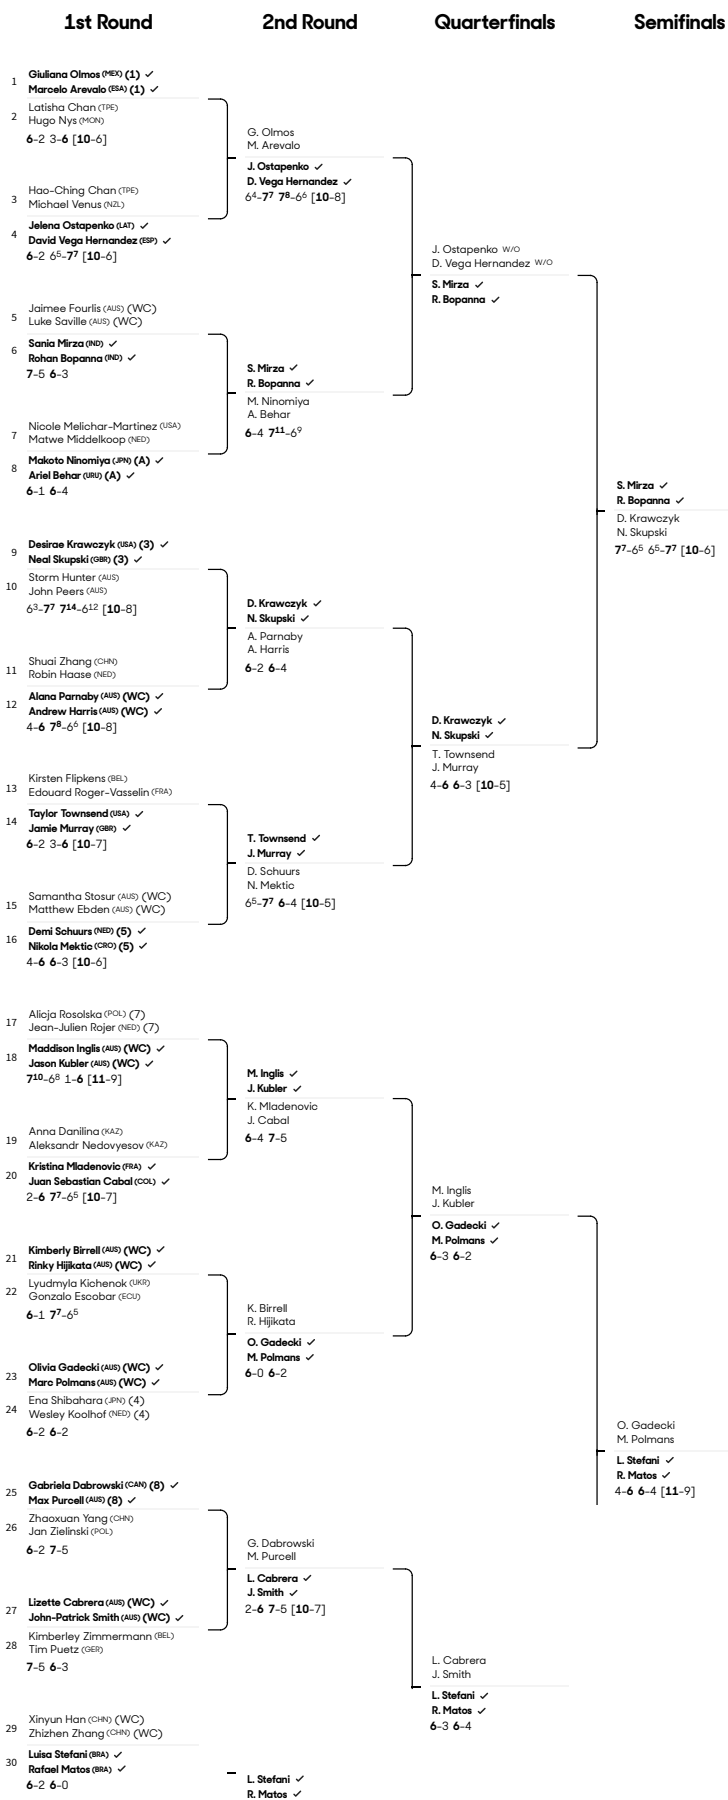 1st Round
2nd Round
Quarterfinals
Semifinals
1
Giuliana Olmos (MEX) (1) ✓
Marcelo Arevalo (ESA) (1) ✓
2
Latisha Chan (TPE)
Hugo Nys (MON)
6-2 3-6 [10-6]
3
Hao-Ching Chan (TPE)
Michael Venus (NZL)
4
Jelena Ostapenko (LAT) ✓
David Vega Hernandez (ESP) ✓
6-2 6⁵-7⁷ [10-6]
5
Jaimee Fourlis (AUS) (WC)
Luke Saville (AUS) (WC)
6
Sania Mirza (IND) ✓
Rohan Bopanna (IND) ✓
7-5 6-3
7
Nicole Melichar-Martinez (USA)
Matwe Middelkoop (NED)
8
Makoto Ninomiya (JPN) (A) ✓
Ariel Behar (URU) (A) ✓
6-1 6-4
9
Desirae Krawczyk (USA) (3) ✓
Neal Skupski (GBR) (3) ✓
10
Storm Hunter (AUS)
John Peers (AUS)
6³-7⁷ 7¹⁴-6¹² [10-8]
11
Shuai Zhang (CHN)
Robin Haase (NED)
12
Alana Parnaby (AUS) (WC) ✓
Andrew Harris (AUS) (WC) ✓
4-6 7⁸-6⁶ [10-8]
13
Kirsten Flipkens (BEL)
Edouard Roger-Vasselin (FRA)
14
Taylor Townsend (USA) ✓
Jamie Murray (GBR) ✓
6-2 3-6 [10-7]
15
Samantha Stosur (AUS) (WC)
Matthew Ebden (AUS) (WC)
16
Demi Schuurs (NED) (5) ✓
Nikola Mektic (CRO) (5) ✓
4-6 6-3 [10-6]
17
Alicja Rosolska (POL) (7)
Jean-Julien Rojer (NED) (7)
18
Maddison Inglis (AUS) (WC) ✓
Jason Kubler (AUS) (WC) ✓
7¹⁰-6⁸ 1-6 [11-9]
19
Anna Danilina (KAZ)
Aleksandr Nedovyesov (KAZ)
20
Kristina Mladenovic (FRA) ✓
Juan Sebastian Cabal (COL) ✓
2-6 7⁷-6⁵ [10-7]
21
Kimberly Birrell (AUS) (WC) ✓
Rinky Hijikata (AUS) (WC) ✓
22
Lyudmyla Kichenok (UKR)
Gonzalo Escobar (ECU)
6-1 7⁷-6⁵
23
Olivia Gadecki (AUS) (WC) ✓
Marc Polmans (AUS) (WC) ✓
24
Ena Shibahara (JPN) (4)
Wesley Koolhof (NED) (4)
6-2 6-2
25
Gabriela Dabrowski (CAN) (8) ✓
Max Purcell (AUS) (8) ✓
26
Zhaoxuan Yang (CHN)
Jan Zielinski (POL)
6-2 7-5
27
Lizette Cabrera (AUS) (WC) ✓
John-Patrick Smith (AUS) (WC) ✓
28
Kimberley Zimmermann (BEL)
Tim Puetz (GER)
7-5 6-3
29
Xinyun Han (CHN) (WC)
Zhizhen Zhang (CHN) (WC)
30
Luisa Stefani (BRA) ✓
Rafael Matos (BRA) ✓
6-2 6-0
G. Olmos
M. Arevalo
J. Ostapenko ✓
D. Vega Hernandez ✓
6⁴-7⁷ 7⁸-6⁶ [10-8]
S. Mirza ✓
R. Bopanna ✓
M. Ninomiya
A. Behar
6-4 7¹¹-6⁹
D. Krawczyk ✓
N. Skupski ✓
A. Parnaby
A. Harris
6-2 6-4
T. Townsend ✓
J. Murray ✓
D. Schuurs
N. Mektic
6⁵-7⁷ 6-4 [10-5]
M. Inglis ✓
J. Kubler ✓
K. Mladenovic
J. Cabal
6-4 7-5
K. Birrell
R. Hijikata
O. Gadecki ✓
M. Polmans ✓
6-0 6-2
G. Dabrowski
M. Purcell
L. Cabrera ✓
J. Smith ✓
2-6 7-5 [10-7]
L. Stefani ✓
R. Matos ✓
J. Ostapenko W/O
D. Vega Hernandez W/O
S. Mirza ✓
R. Bopanna ✓
D. Krawczyk ✓
N. Skupski ✓
T. Townsend
J. Murray
4-6 6-3 [10-5]
M. Inglis
J. Kubler
O. Gadecki ✓
M. Polmans ✓
6-3 6-2
L. Cabrera
J. Smith
L. Stefani ✓
R. Matos ✓
6-3 6-4
S. Mirza ✓
R. Bopanna ✓
D. Krawczyk
N. Skupski
7⁷-6⁵ 6⁵-7⁷ [10-6]
O. Gadecki
M. Polmans
L. Stefani ✓
R. Matos ✓
4-6 6-4 [11-9]